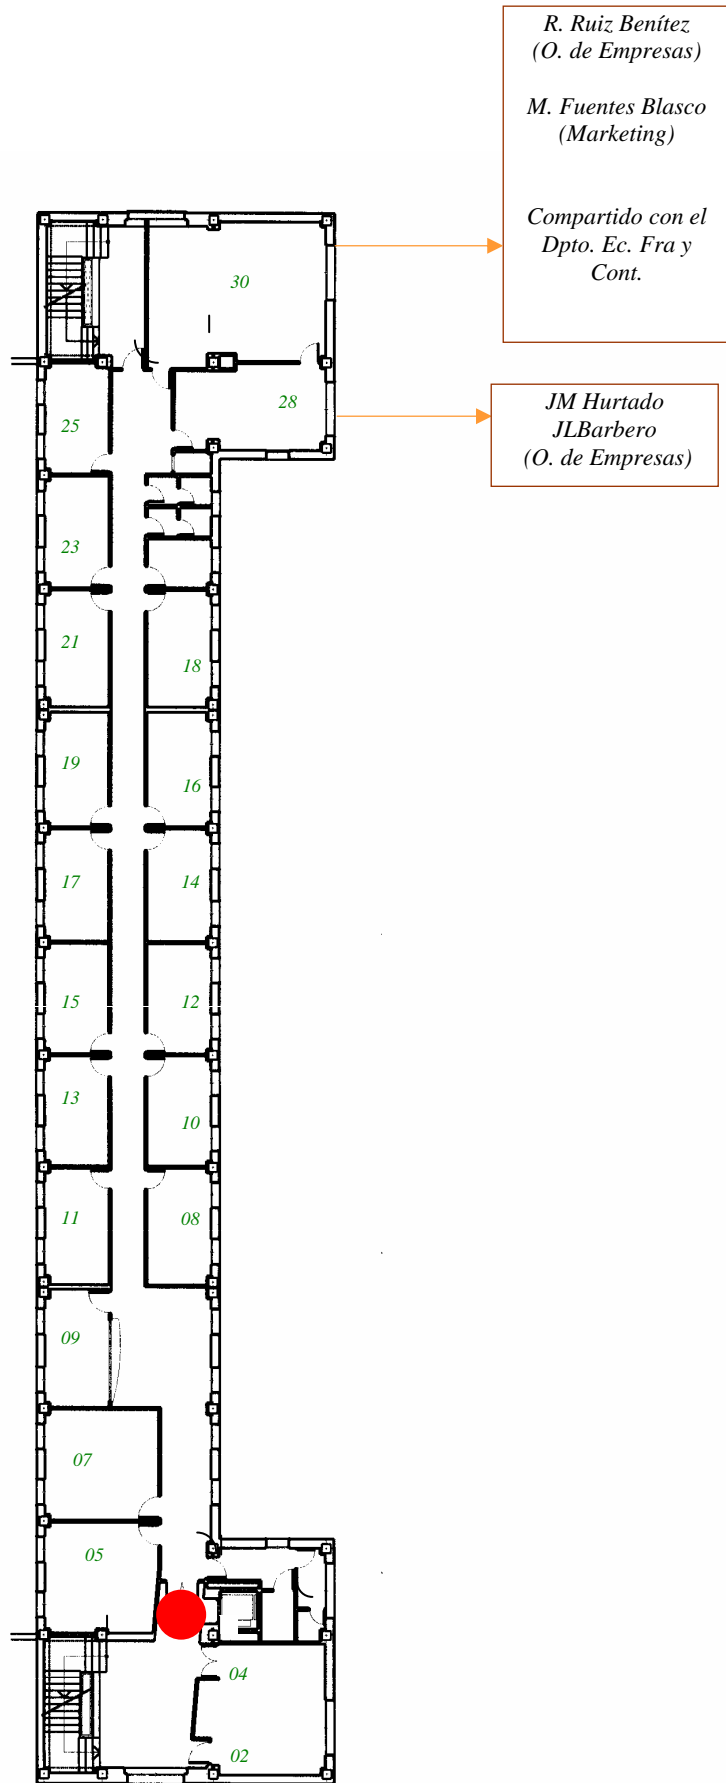 R. Ruiz Benítez
(O. de Empresas)
M. Fuentes Blasco
(Marketing)
Compartido con el
Dpto. Ec. Fra y
Cont.
30
28
JM Hurtado
JLBarbero
(O. de Empresas)
25
23
21
18
19
16
17
14
15
12
13
10
11
08
09
07
05
04
02